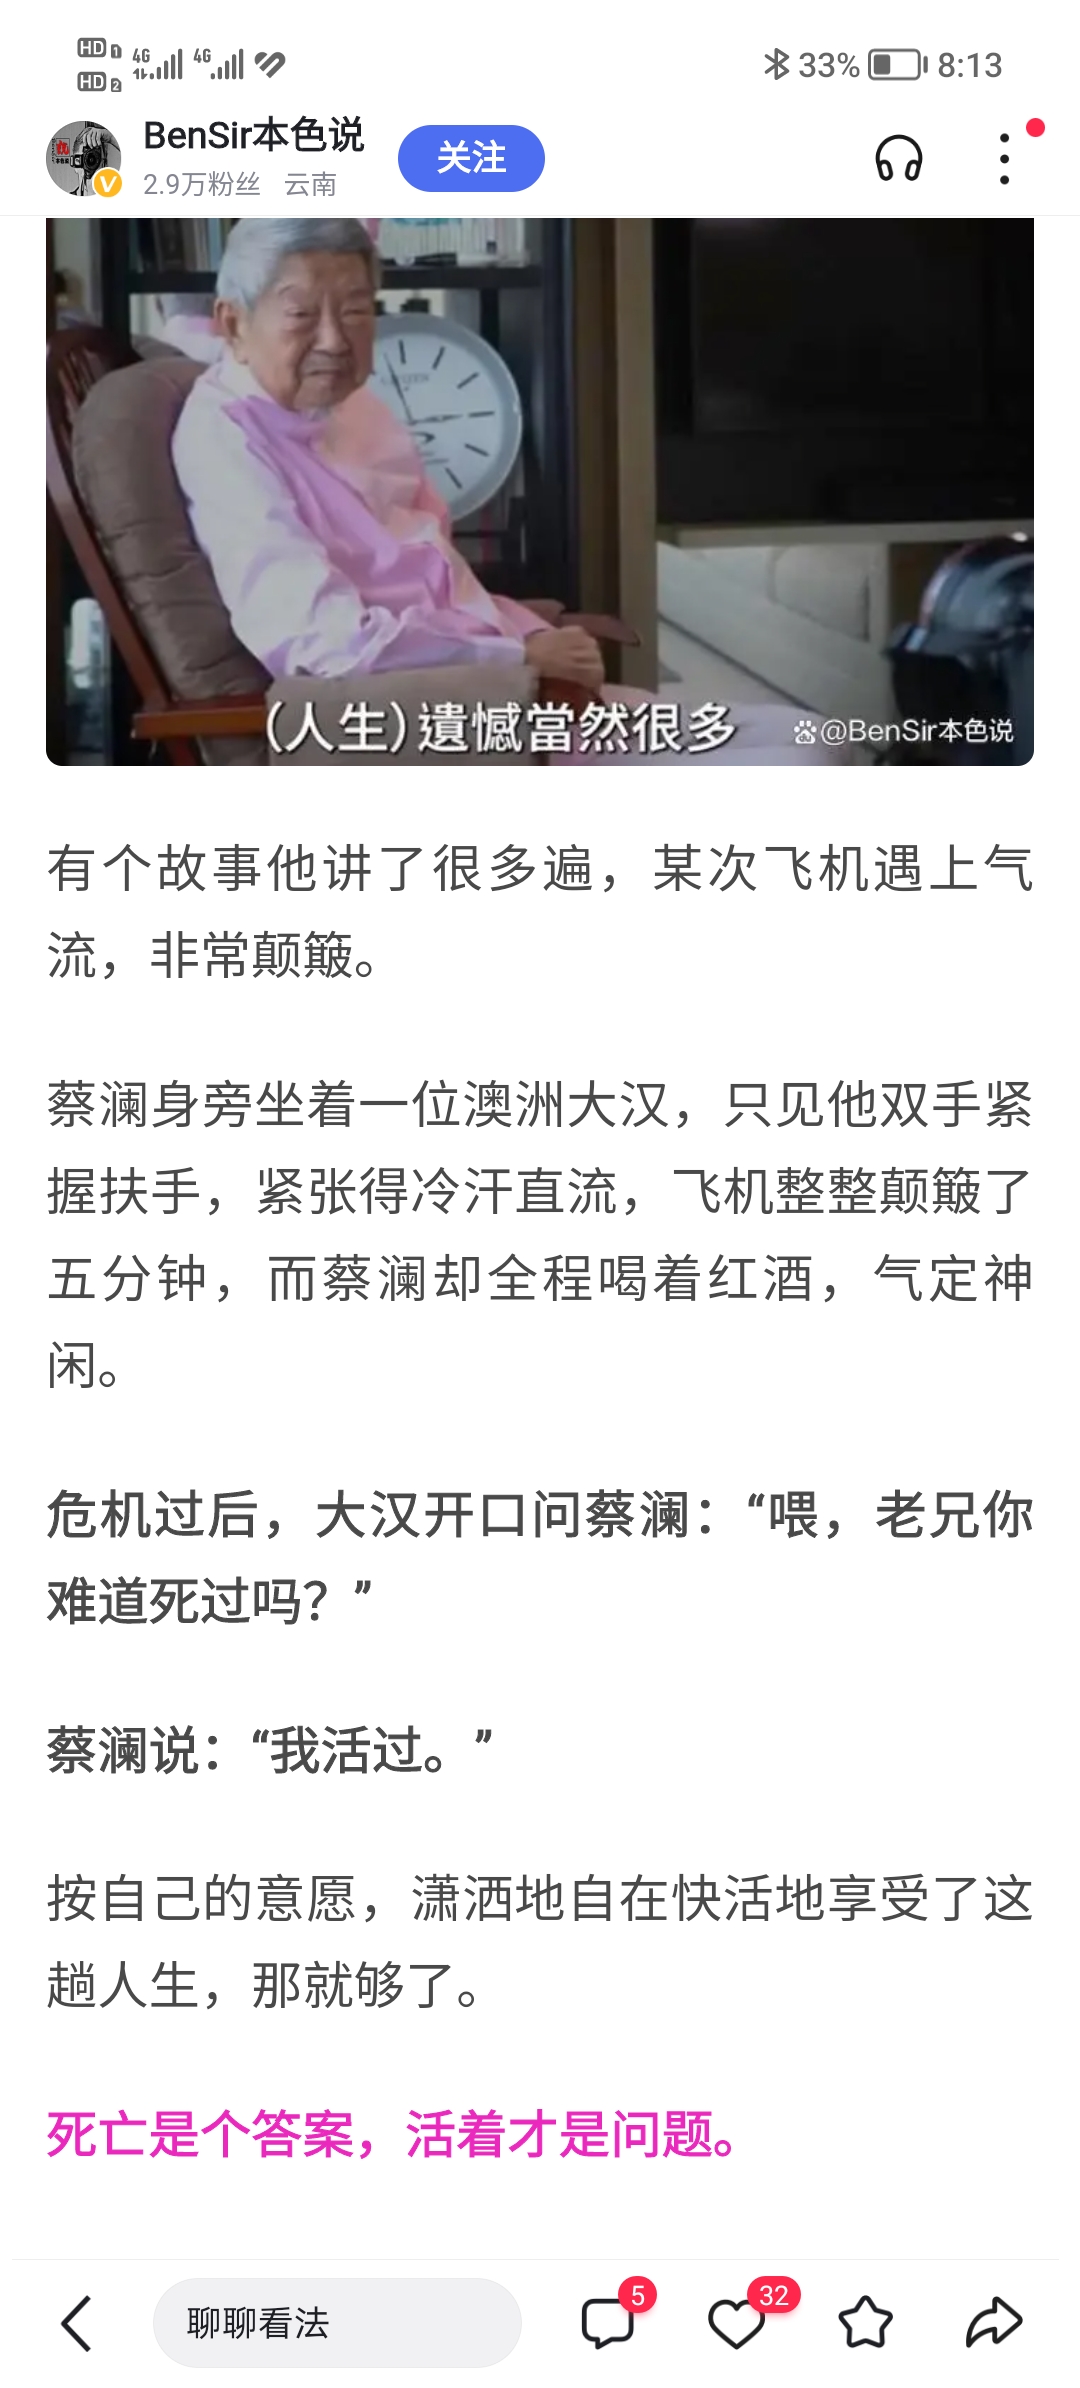 HD 1 4G 4G 33% 8:13
HD 2
BenSir本色说
关注
2.9万粉丝 云南
(人生)遺憾當然很多
@BenSir本色说
有个故事他讲了很多遍，某次飞机遇上气
流，非常颠簸。
蔡澜身旁坐着一位澳洲大汉，只见他双手紧
握扶手，紧张得冷汗直流，飞机整整颠簸了
五分钟，而蔡澜却全程喝着红酒，气定神
闲。
危机过后，大汉开口问蔡澜：“喂，老兄你
难道死过吗？”
蔡澜说：“我活过。”
按自己的意愿，潇洒地自在快活地享受了这
趟人生，那就够了。
死亡是个答案，活着才是问题。
聊聊看法 5 32